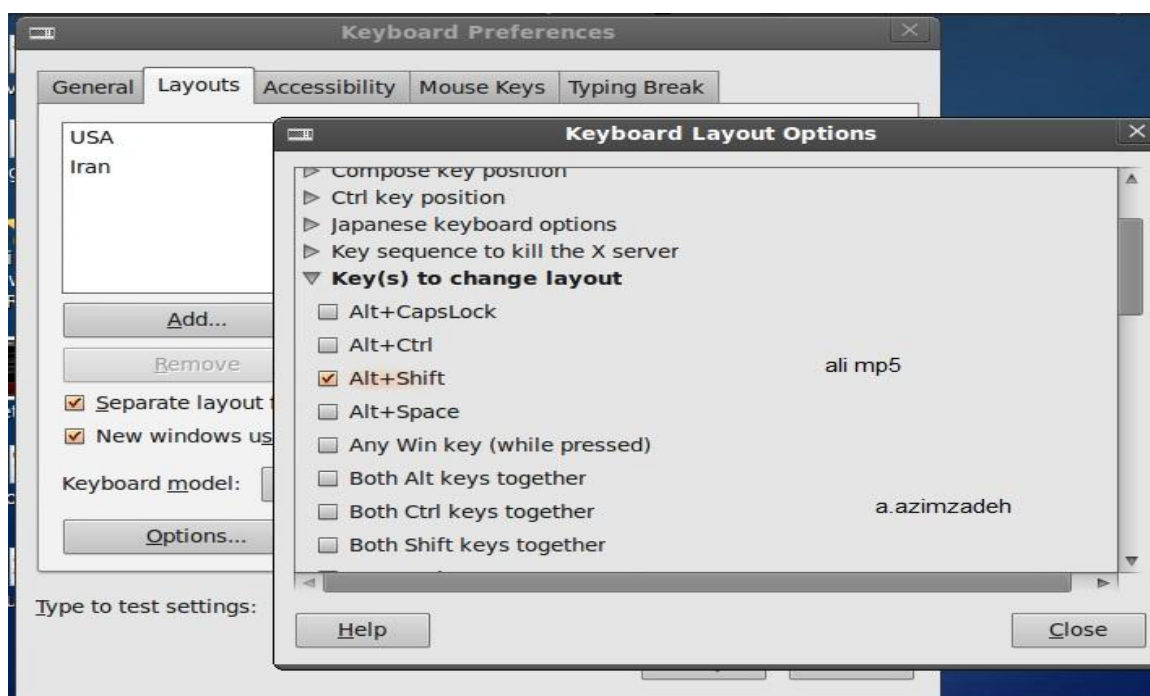 Keyboard Preferences
General Layouts Accessibility Mouse Keys Typing Break
USA
Iran
Add...
Remove
Separate layout
New windows
Keyboard model:
Options...
Type to test settings:
Keyboard Layout Options
Compose key position
Ctrl key position
Japanese keyboard options
Key sequence to kill the X server
Key(s) to change layout
Alt+CapsLock
Alt+Ctrl
Alt+Shift
Alt+Space
Any Win key (while pressed)
Both Alt keys together
Both Ctrl keys together
Both Shift keys together
ali mp5
a.azimzadeh
Help
Close